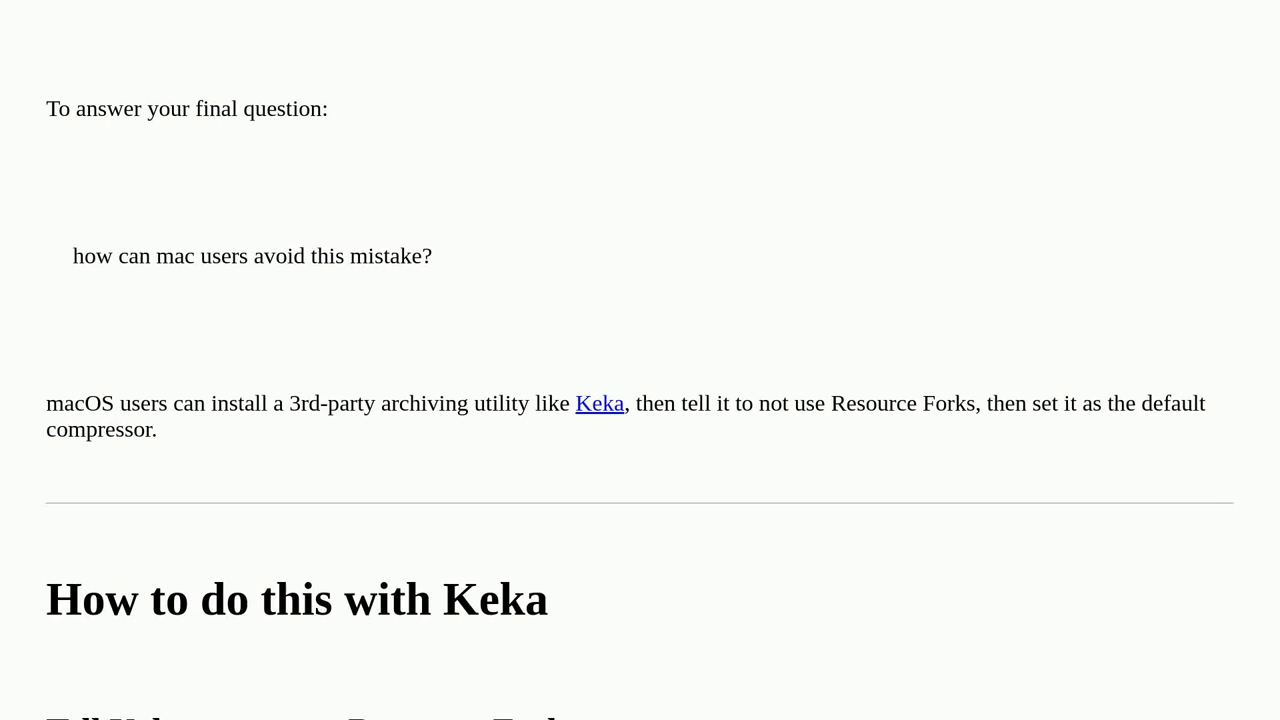 To answer your final question:
how can mac users avoid this mistake?
macOS users can install a 3rd-party archiving utility like Keka, then tell it to not use Resource Forks, then set it as the default
compressor.
How to do this with Keka